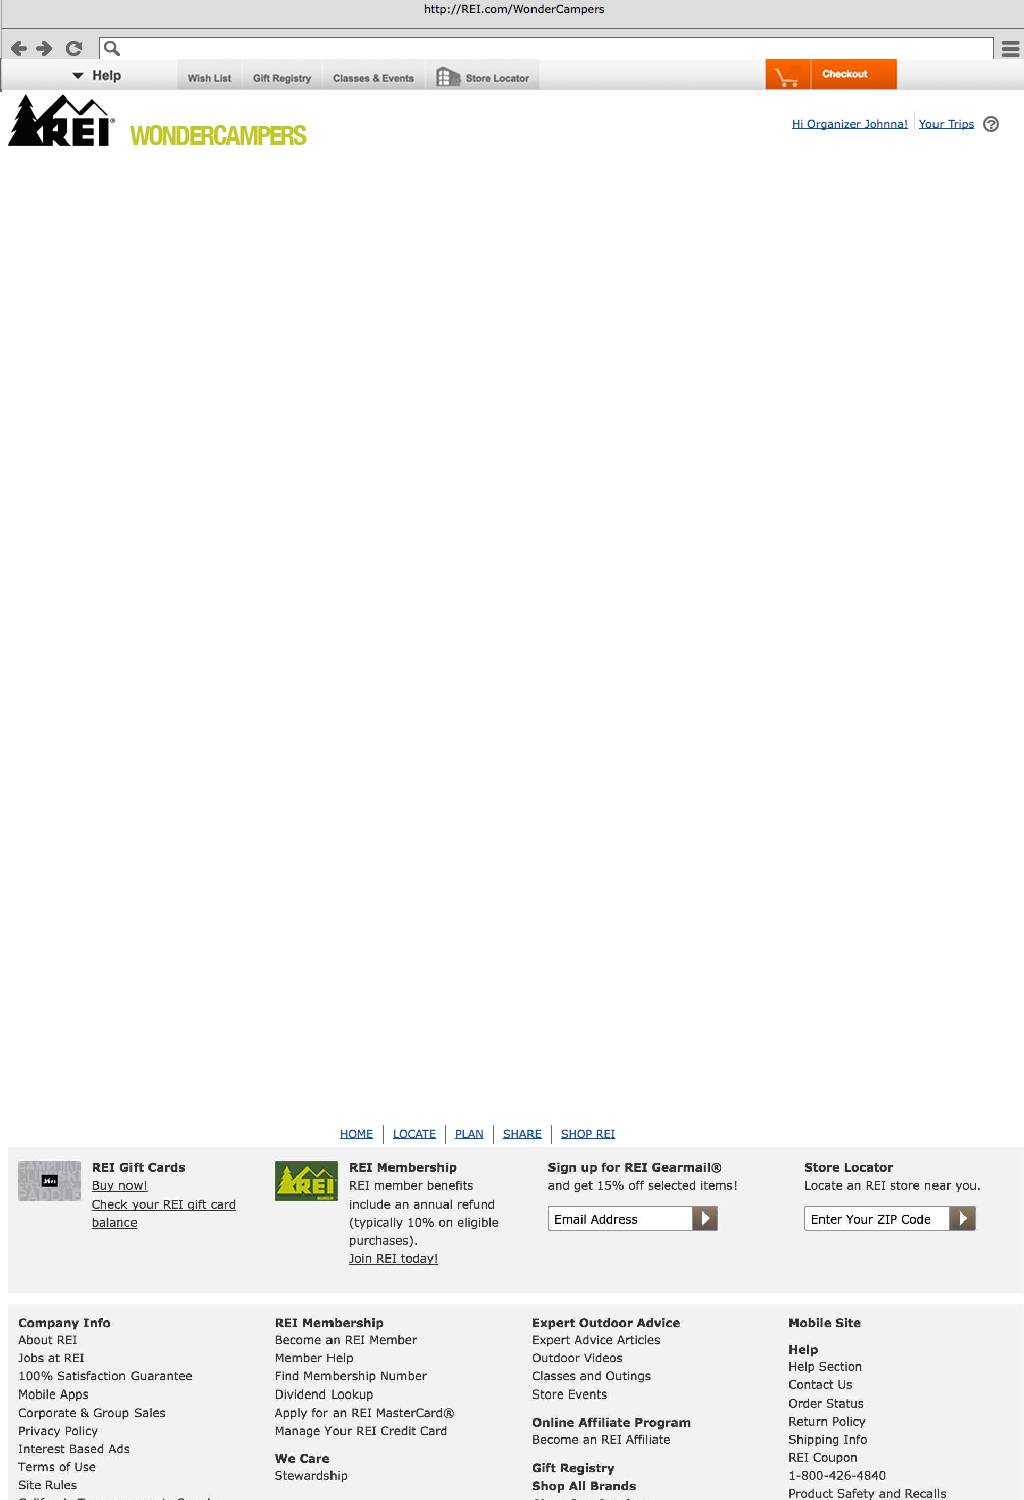 http://REI.com/WonderCampers
Help
Wish List
Gift Registry
Classes & Events
Store Locator
Checkout
REI®
WONDERCAMPERS
Hi Organizer Johnna!
Your Trips
?
HOME
LOCATE
PLAN
SHARE
SHOP REI
REI Gift Cards
Buy now!
Check your REI gift card
balance
REI
REI Membership
REI member benefits
include an annual refund
(typically 10% on eligible
purchases).
Join REI today!
Sign up for REI Gearmail®
and get 15% off selected items!
Email Address
Store Locator
Locate an REI store near you.
Enter Your ZIP Code
Company Info
About REI
Jobs at REI
100% Satisfaction Guarantee
Mobile Apps
Corporate & Group Sales
Privacy Policy
Interest Based Ads
Terms of Use
Site Rules
REI Membership
Become an REI Member
Member Help
Find Membership Number
Dividend Lookup
Apply for an REI MasterCard®
Manage Your REI Credit Card
We Care
Stewardship
Expert Outdoor Advice
Expert Advice Articles
Outdoor Videos
Classes and Outings
Store Events
Online Affiliate Program
Become an REI Affiliate
Gift Registry
Shop All Brands
Mobile Site
Help
Help Section
Contact Us
Order Status
Return Policy
Shipping Info
REI Coupon
1-800-426-4840
Product Safety and Recalls